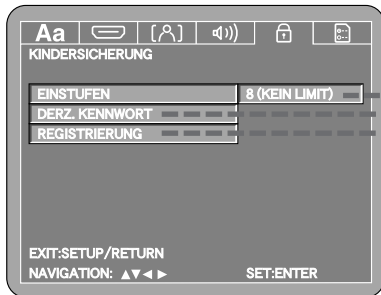 Aa
KINDERSICHERUNG
EINSTUFEN 8 (KEIN LIMIT)
DERZ. KENNWORT
REGISTRIERUNG
EXIT:SETUP/RETURN
NAVIGATION: ▲▼◄ ► SET:ENTER